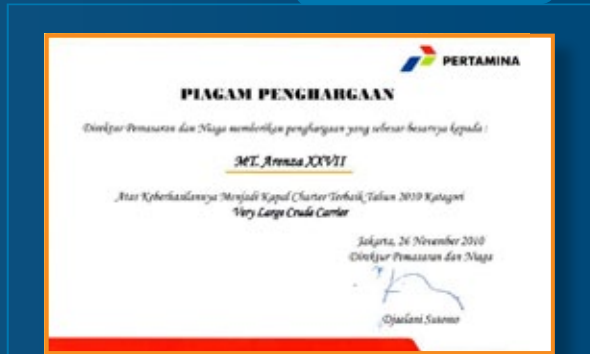 PERTAMINA
PIAGAM PENGHARGAAN
Direktur Pemasaran dan Niaga memberikan penghargaan yang sebesar besarnya kepada :
MT. Arenza XXVII
Atas Keberhasilannya Menjadi Kapal Charter Terbaik Tahun 2010 Kategori
Very Large Crude Carrier
Jakarta, 26 November 2010
Direktur Pemasaran dan Niaga
Djaelani Sutomo